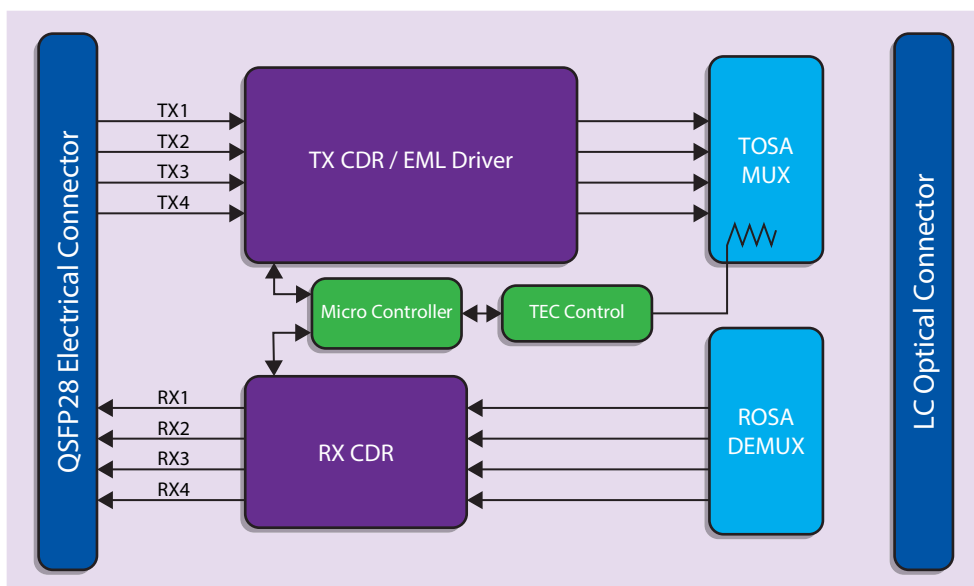 QSFP28 Electrical Connector
TX1
TX2
TX3
TX4
TX CDR / EML Driver
TOSA
MUX
Micro Controller
TEC Control
RX1
RX2
RX3
RX4
RX CDR
ROSA
DEMUX
LC Optical Connector